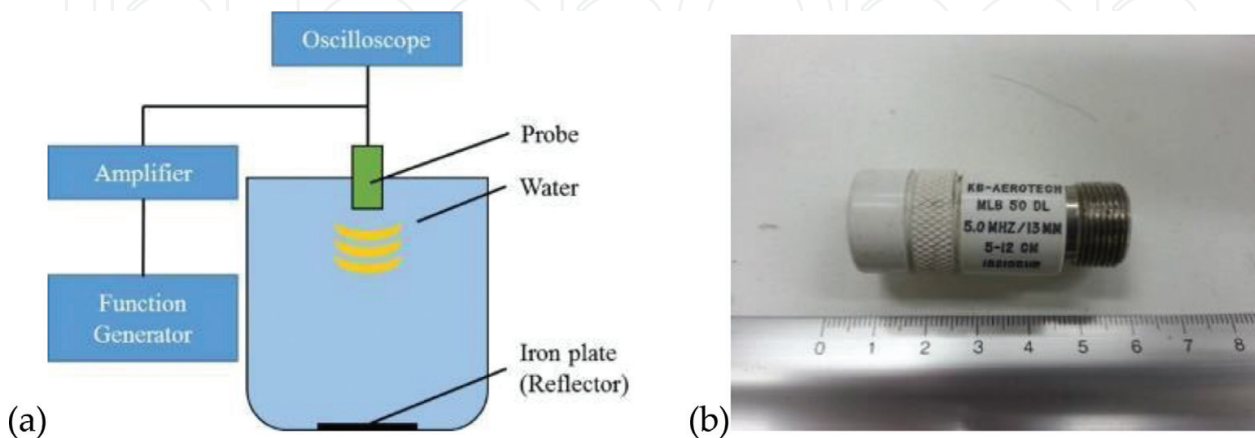 Oscilloscope
Amplifier
Function
Generator
Probe
Water
Iron plate
(Reflector)
(a)
KB-AEROTECH
MLB 50 DL
5.0 MHZ/13 MM
5-12 CM
0 1 2 3 4 5 6 7 8
(b)